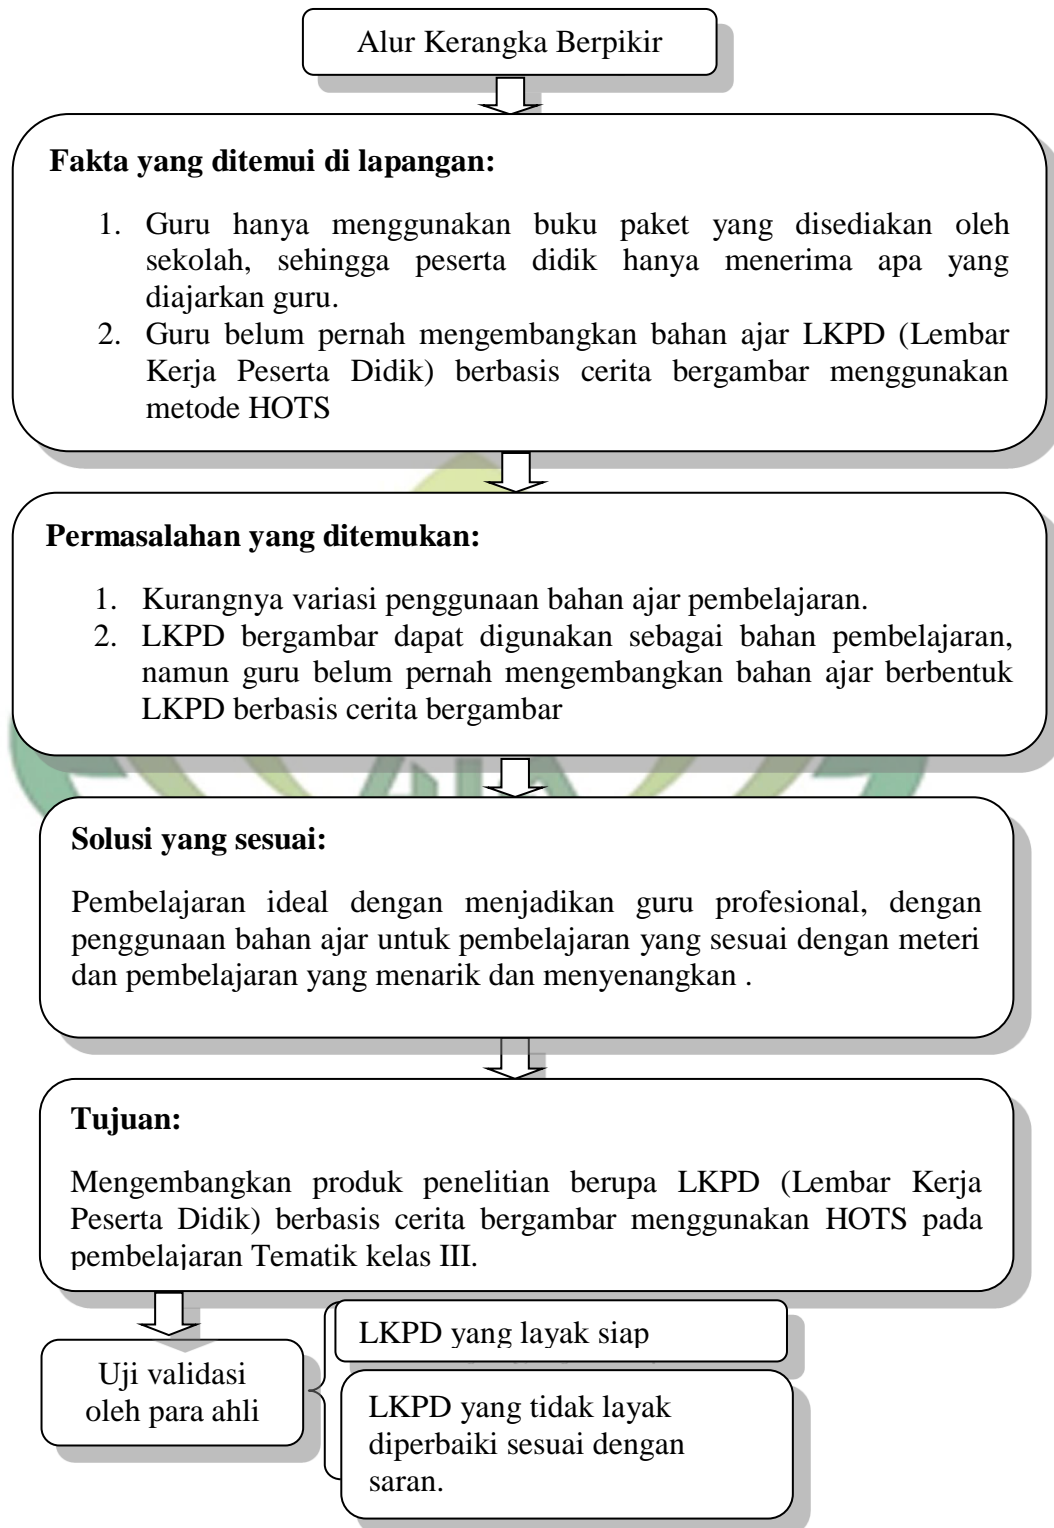 Alur Kerangka Berpikir
Fakta yang ditemui di lapangan:
1. Guru hanya menggunakan buku paket yang disediakan oleh
sekolah, sehingga peserta didik hanya menerima apa yang
diajarkan guru.
2. Guru belum pernah mengembangkan bahan ajar LKPD (Lembar
Kerja Peserta Didik) berbasis cerita bergambar menggunakan
metode HOTS
Permasalahan yang ditemukan:
1. Kurangnya variasi penggunaan bahan ajar pembelajaran.
2. LKPD bergambar dapat digunakan sebagai bahan pembelajaran,
namun guru belum pernah mengembangkan bahan ajar berbentuk
LKPD berbasis cerita bergambar
Solusi yang sesuai:
Pembelajaran ideal dengan menjadikan guru profesional, dengan
penggunaan bahan ajar untuk pembelajaran yang sesuai dengan meteri
dan pembelajaran yang menarik dan menyenangkan .
Tujuan:
Mengembangkan produk penelitian berupa LKPD (Lembar Kerja
Peserta Didik) berbasis cerita bergambar menggunakan HOTS pada
pembelajaran Tematik kelas III.
Uji validasi
oleh para ahli
LKPD yang layak siap
LKPD yang tidak layak
diperbaiki sesuai dengan
saran.